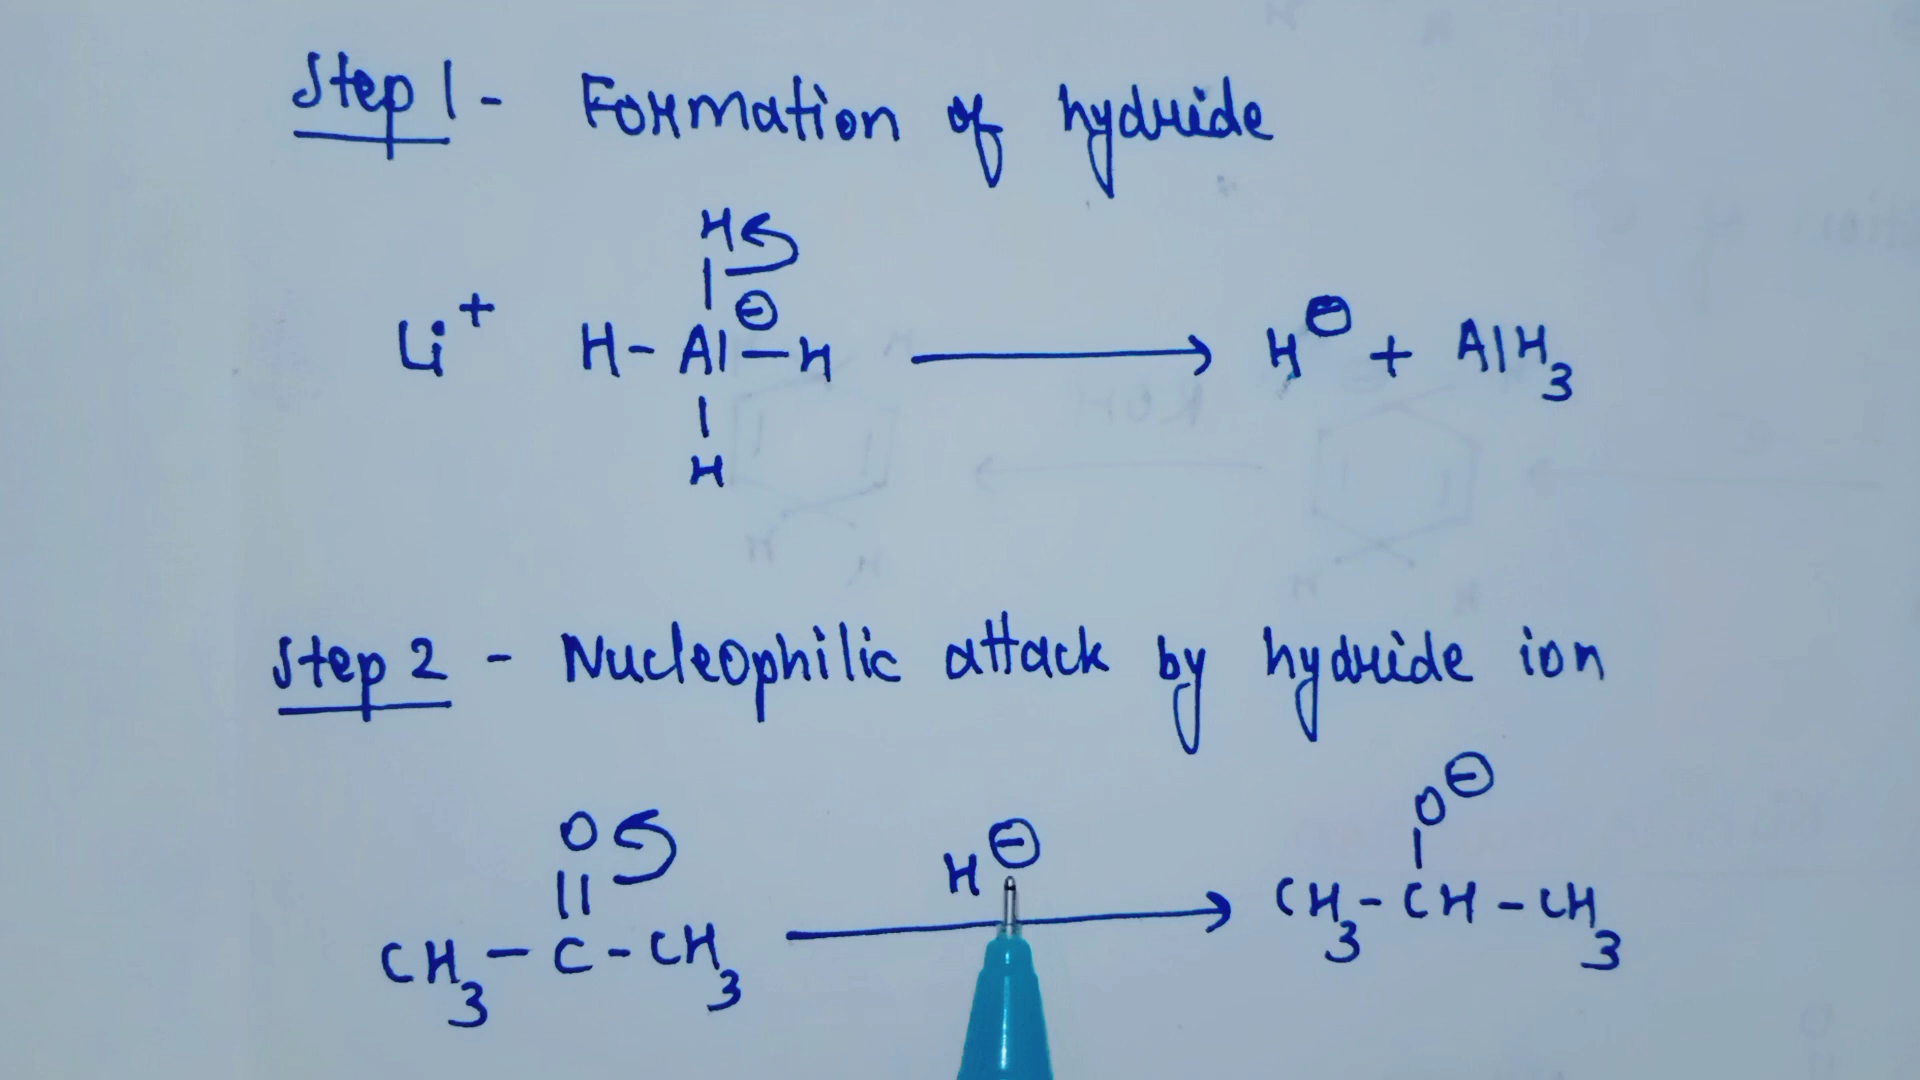 Step 1 - Formation of hydride
H
|
Li⁺ H - Al⊖ - H → H⊖ + AlH₃
|
H
Step 2 - Nucleophilic attack by hydride ion
O H⊖ O⊖
|| |
CH₃ - C - CH₃ → CH₃ - CH - CH₃